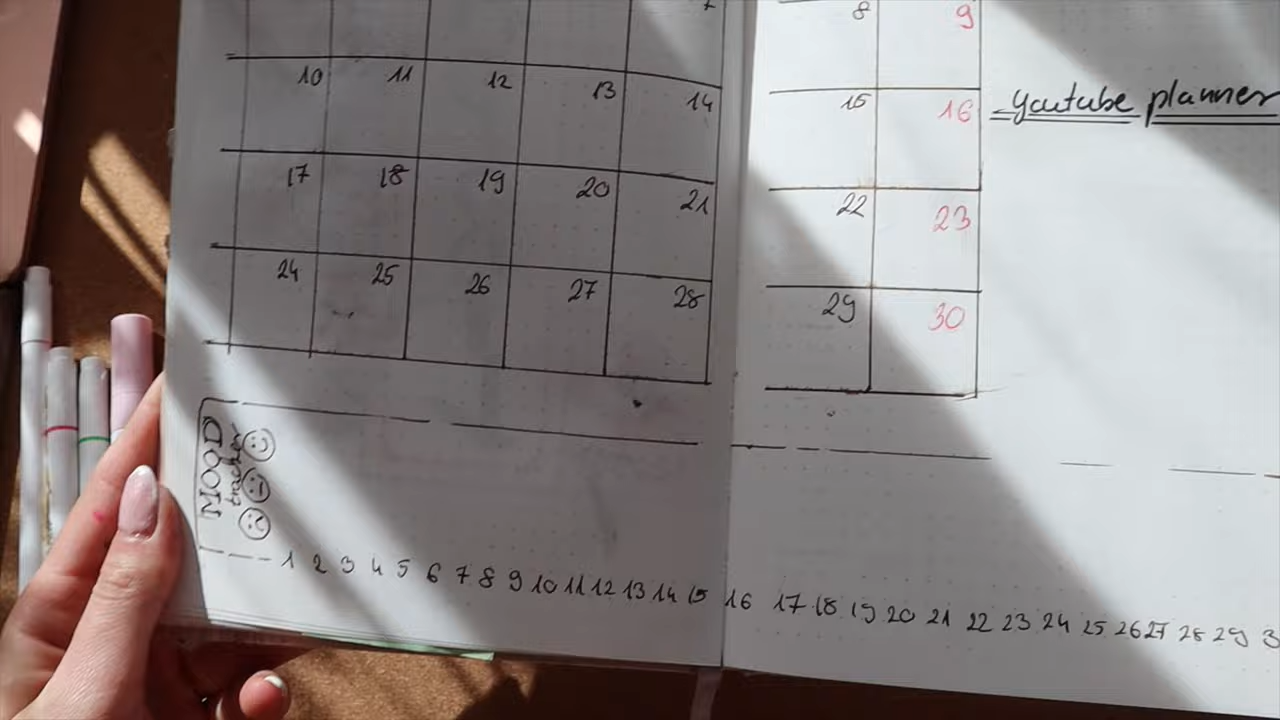 8 9
10 11 12 13 14 15 16
youtube planner
17 18 19 20 21 22 23
24 25 26 27 28 29 30
MOOD
tracker
1 2 3 4 5 6 7 8 9 10 11 12 13 14 15 16 17 18 19 20 21 22 23 24 25 26 27 28 29 3